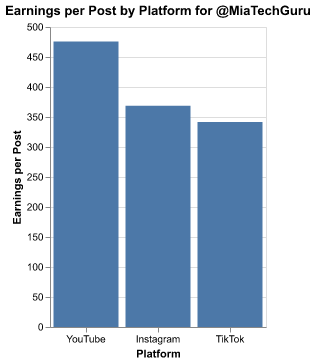 Earnings per Post by Platform for @MiaTechGuru
500
450
400
350
300
250
200
150
100
50
0
Earnings per Post
YouTube Instagram TikTok
Platform